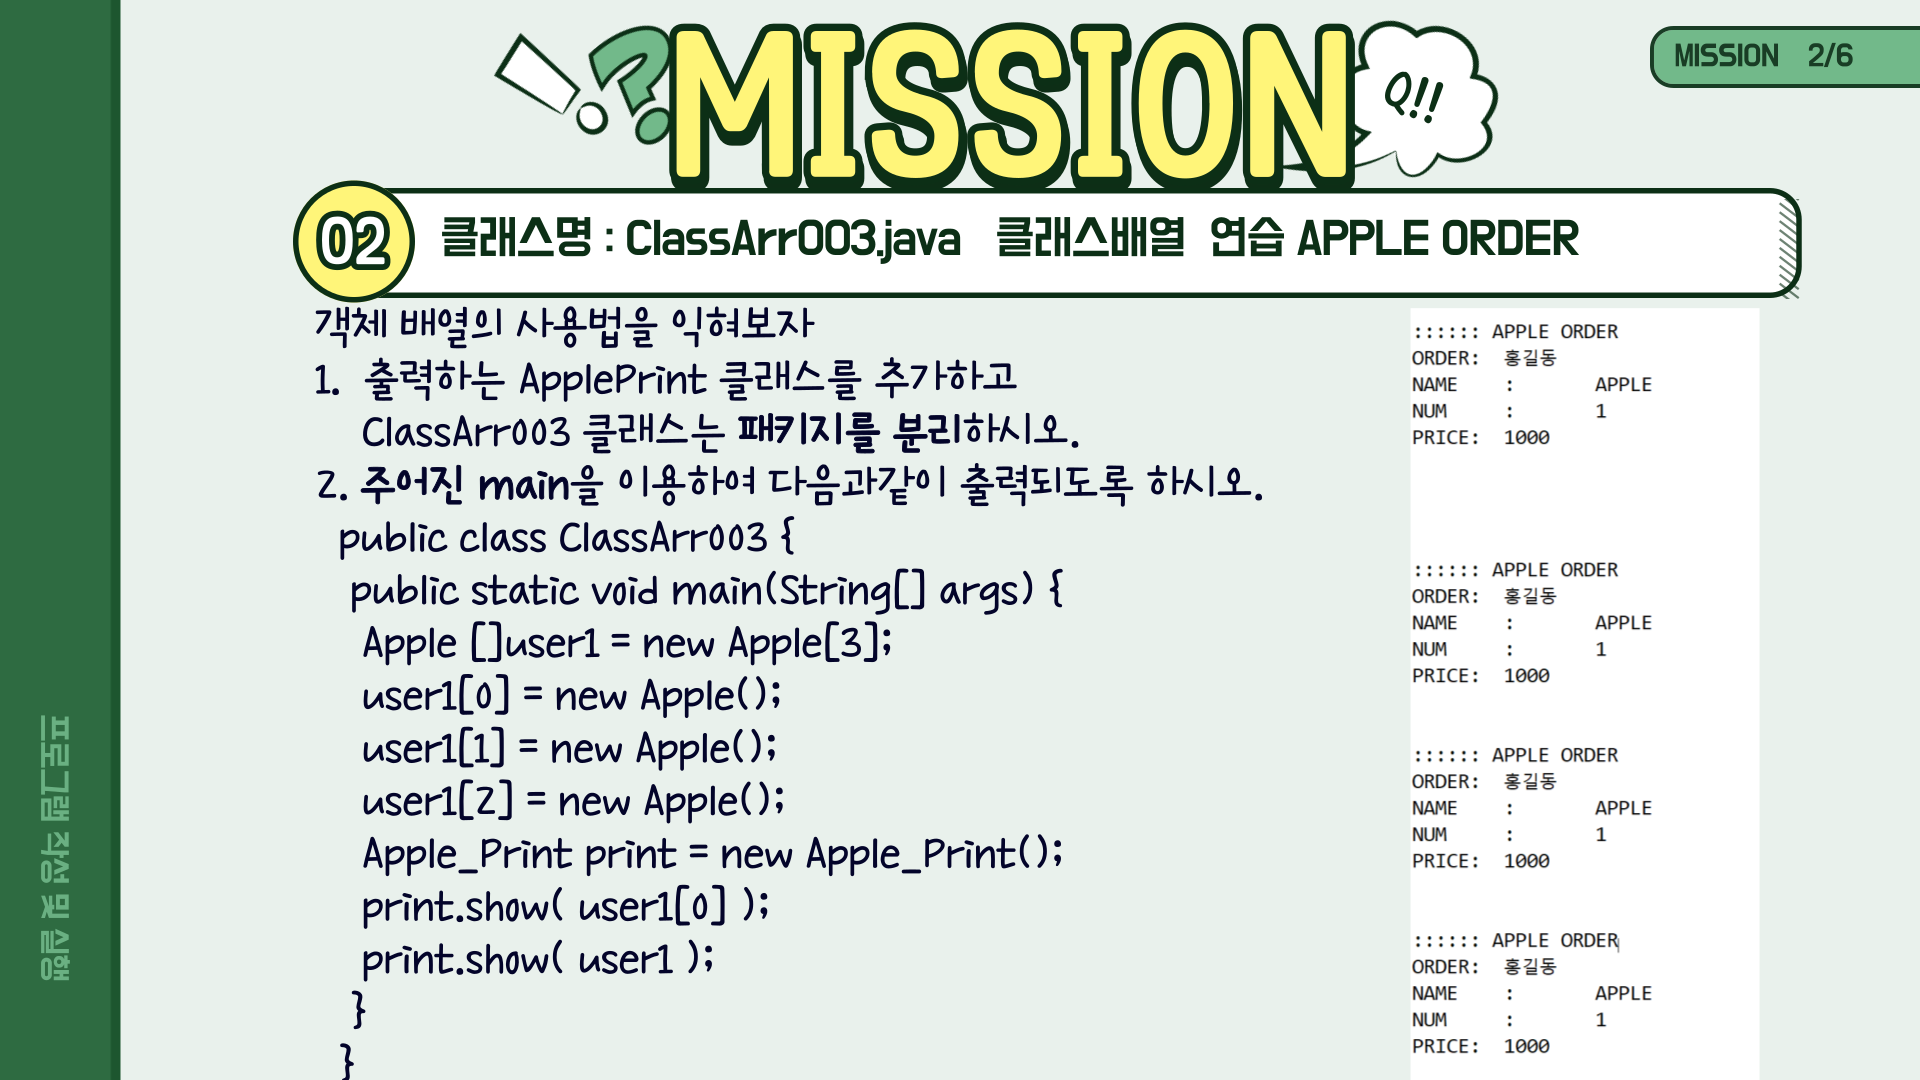 MISSION
Q!!
MISSION 2/6
02 클래스명 : ClassArr003.java 클래스배열 연습 APPLE ORDER
객체 배열의 사용법을 익혀보자
1. 출력하는 ApplePrint 클래스를 추가하고
ClassArr003 클래스는 패키지를 분리하시오.
2. 주어진 main을 이용하여 다음과같이 출력되도록 하시오.
public class ClassArr003 {
public static void main(String[] args) {
Apple []user1 = new Apple[3];
user1[0] = new Apple();
user1[1] = new Apple();
user1[2] = new Apple();
Apple_Print print = new Apple_Print();
print.show( user1[0] );
print.show( user1 );
}
}
:::::: APPLE ORDER
ORDER: 홍길동
NAME : APPLE
NUM : 1
PRICE: 1000
:::::: APPLE ORDER
ORDER: 홍길동
NAME : APPLE
NUM : 1
PRICE: 1000
:::::: APPLE ORDER
ORDER: 홍길동
NAME : APPLE
NUM : 1
PRICE: 1000
:::::: APPLE ORDER
ORDER: 홍길동
NAME : APPLE
NUM : 1
PRICE: 1000
프로그램 작성 및 실행